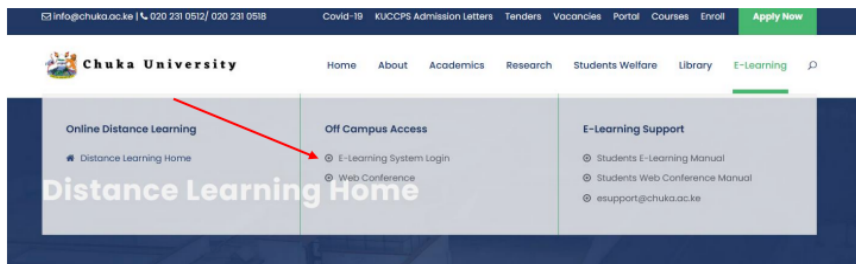 info@chuka.ac.ke | 020 231 0512/ 020 231 0518
Covid-19 KUCCPS Admission Letters Tenders Vacancies Portal Courses Enroll Apply Now
Chuka University
Home About Academics Research Students Welfare Library E-Learning
Online Distance Learning
Distance Learning Home
Off Campus Access
E-Learning System Login
Web Conference
E-Learning Support
Students E-Learning Manual
Students Web Conference Manual
esupport@chuka.ac.ke
Distance Learning Home